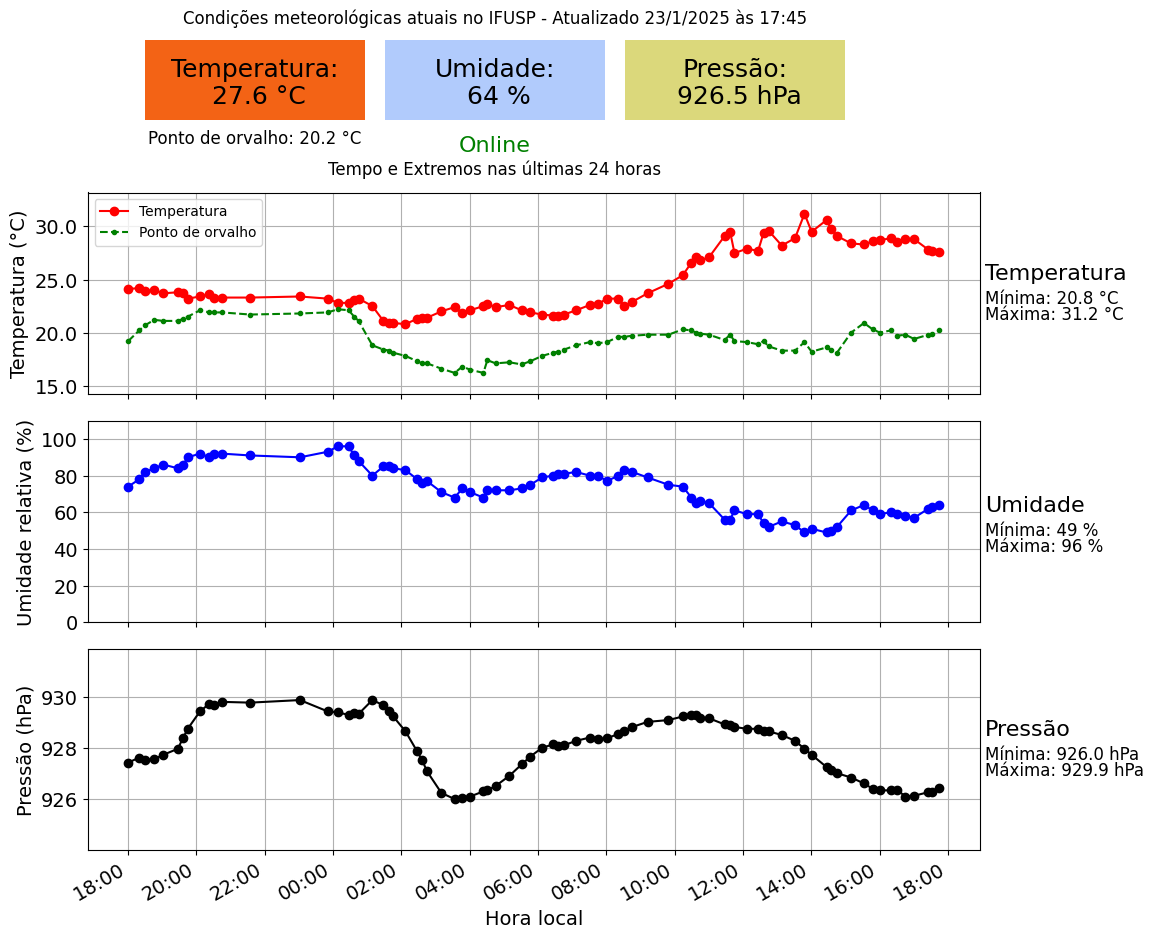 Condições meteorológicas atuais no IFUSP - Atualizado 23/1/2025 às 17:45
Temperatura:
27.6 °C
Umidade:
64 %
Pressão:
926.5 hPa
Ponto de orvalho: 20.2 °C
Online
Tempo e Extremos nas últimas 24 horas
Temperatura (°C)
30.0
25.0
20.0
15.0
Temperatura
Ponto de orvalho
Temperatura
Mínima: 20.8 °C
Máxima: 31.2 °C
Umidade relativa (%)
100
80
60
40
20
0
Umidade
Mínima: 49 %
Máxima: 96 %
Pressão (hPa)
930
928
926
Pressão
Mínima: 926.0 hPa
Máxima: 929.9 hPa
18:00 20:00 22:00 00:00 02:00 04:00 06:00 08:00 10:00 12:00 14:00 16:00 18:00
Hora local